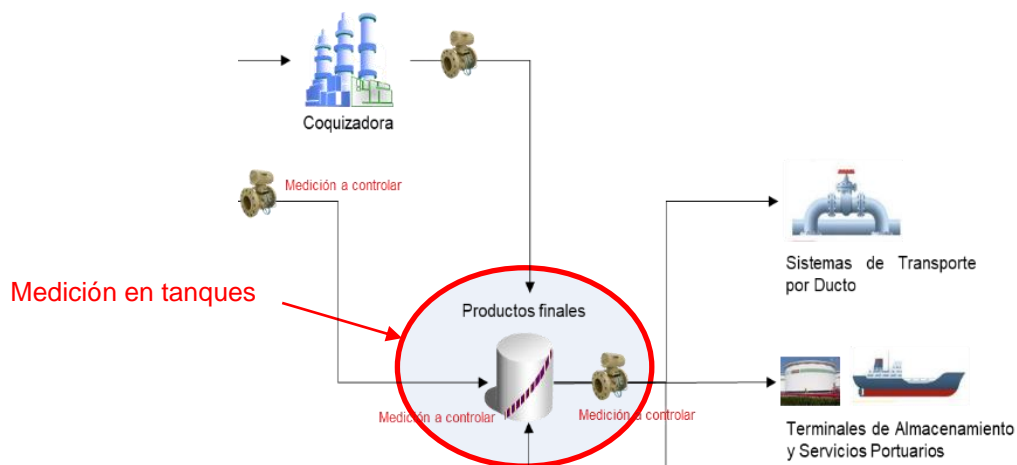 Coquizadora
Medición a controlar
Sistemas de Transporte
por Ducto
Medición en tanques
Productos finales
Medición a controlar
Medición a controlar
Terminales de Almacenamiento
y Servicios Portuarios